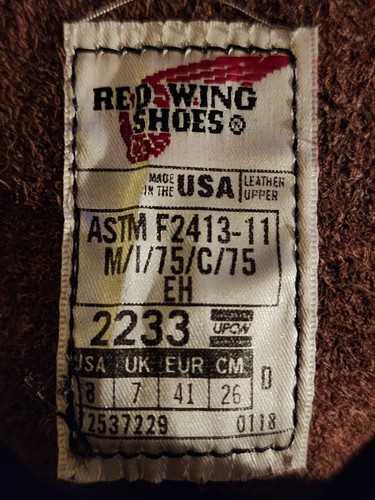 RED WING
SHOES®
MADE IN THE USA LEATHER UPPER
ASTM F2413-11
M/I/75/C/75
EH
2233 UPCW
USA UK EUR CM
8 7 41 26 D
2537229 0118